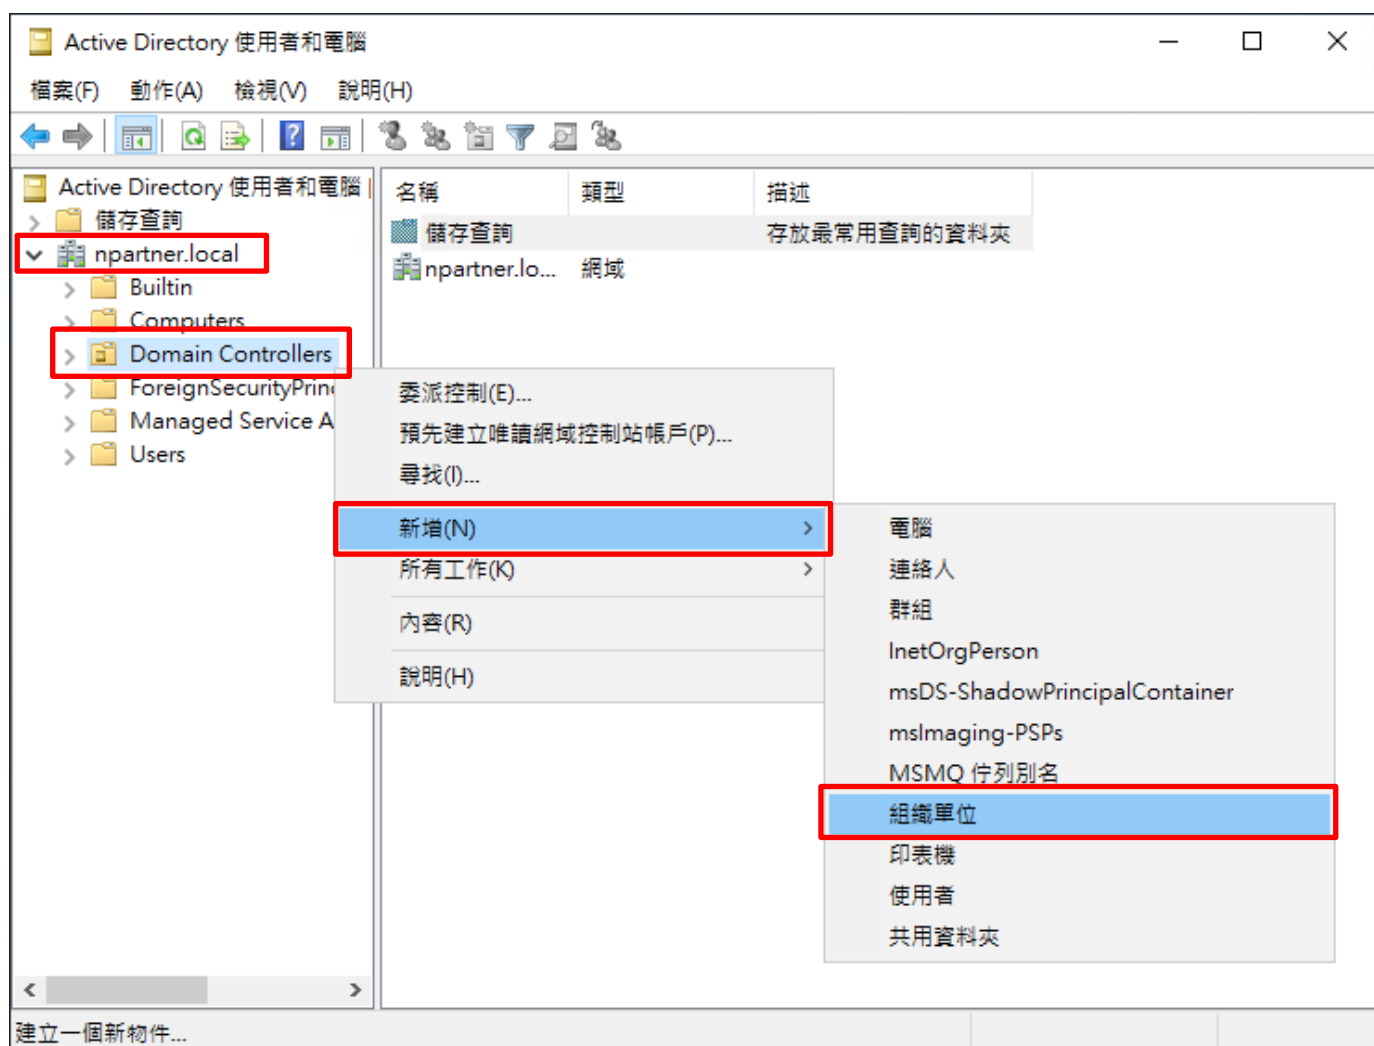 Active Directory 使用者和電腦
檔案(F) 動作(A) 檢視(V) 說明(H)
Active Directory 使用者和電腦
儲存查詢
npartner.local
Builtin
Computers
Domain Controllers
ForeignSecurityPrin
Managed Service A
Users
名稱 類型 描述
儲存查詢 存放最常用查詢的資料夾
npartner.lo... 網域
委派控制(E)...
預先建立唯讀網域控制站帳戶(P)...
尋找(I)...
新增(N)
所有工作(K)
內容(R)
說明(H)
電腦
連絡人
群組
InetOrgPerson
msDS-ShadowPrincipalContainer
msImaging-PSPs
MSMQ 佇列別名
組織單位
印表機
使用者
共用資料夾
建立一個新物件...